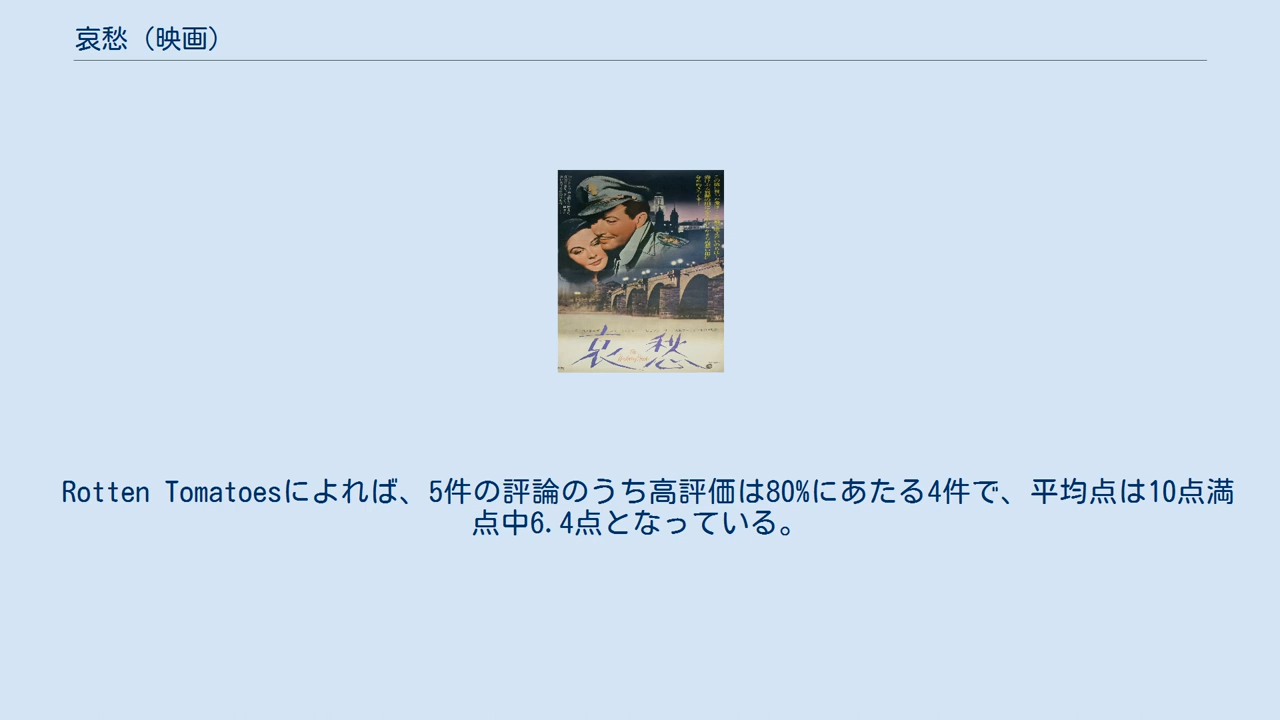 哀愁（映画）
哀愁
Rotten Tomatoesによれば、5件の評論のうち高評価は80%にあたる4件で、平均点は10点満
点中6.4点となっている。